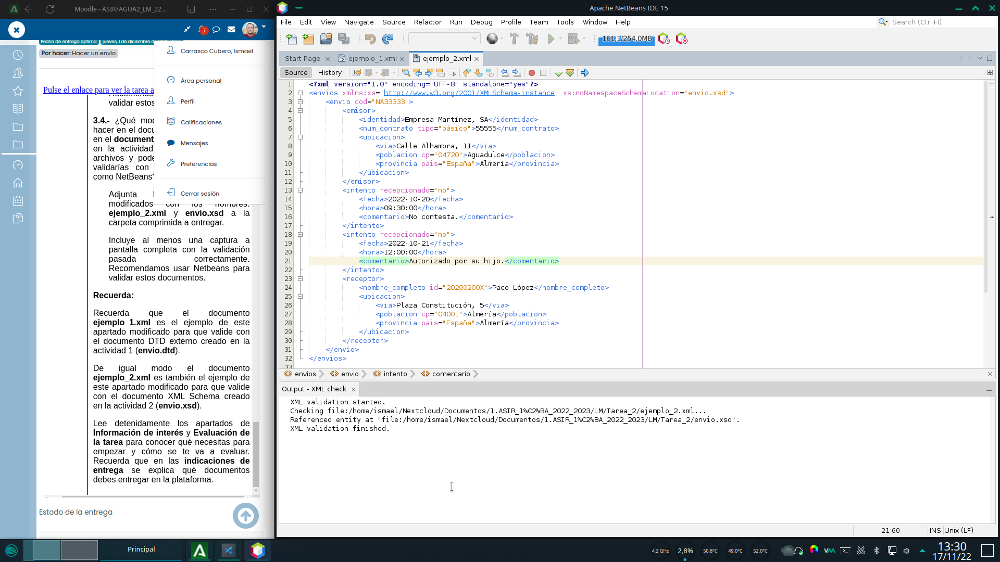 Moodle - ASIR/AGUA2_LM_22...
7
Fecha de entrega óptima: jueves, 1 de diciembre d
Por hacer: Hacer un envío
Pulse el enlace para ver la tarea a
validar estos
3.4.- ¿Qué mod
hacer en el docu
en el document
en la actividad
archivos y pode
validarías con
como NetBeans?
Adjunta
modificados con los nombres:
ejemplo_2.xml y envio.xsd a la
carpeta comprimida a entregar.
Incluye al menos una captura a
pantalla completa con la validación
pasada correctamente.
Recomendamos usar Netbeans para
validar estos documentos.
Recuerda:
Recuerda que el documento
ejemplo_1.xml es el ejemplo de este
apartado modificado para que valide con
el documento DTD externo creado en la
actividad 1 (envio.dtd).
De igual modo el documento
ejemplo_2.xml es también el ejemplo de
este apartado modificado para que valide
con el documento XML Schema creado
en la actividad 2 (envio.xsd).
Lee detenidamente los apartados de
Información de interés y Evaluación de
la tarea para conocer qué necesitas para
empezar y cómo se te va a evaluar.
Recuerda que en las indicaciones de
entrega se explica qué documentos
debes entregar en la plataforma.
Estado de la entrega
Carrasco Cubero, Ismael
Área personal
Perfil
Calificaciones
Mensajes
Preferencias
Cerrar sesión
Apache NetBeans IDE 15
File Edit View Navigate Source Refactor Run Debug Profile Team Tools Window Help
Search (Ctrl+I)
161,1/254,0MB
Start Page ejemplo_1.xml ejemplo_2.xml
Source History
1 <?xml version="1.0" encoding="UTF-8" standalone="yes"?>
2 <envios xmlns:xs="http://www.w3.org/2001/XMLSchema-instance" xs:noNamespaceSchemaLocation="envio.xsd">
3 <envio cod="NA33333">
4 <emisor>
5 <identidad>Empresa Martínez, SA</identidad>
6 <num_contrato tipo="básico">55555</num_contrato>
7 <ubicacion>
8 <via>Calle Alhambra, 11</via>
9 <poblacion cp="04720">Aguadulce</poblacion>
10 <provincia pais="España">Almería</provincia>
11 </ubicacion>
12 </emisor>
13 <intento recepcionado="no">
14 <fecha>2022-10-20</fecha>
15 <hora>09:30:00</hora>
16 <comentario>No contesta.</comentario>
17 </intento>
18 <intento recepcionado="no">
19 <fecha>2022-10-21</fecha>
20 <hora>12:00:00</hora>
21 <comentario>Autorizado por su hijo.</comentario>
22 </intento>
23 <receptor>
24 <nombre_completo id="20200200X">Paco López</nombre_completo>
25 <ubicacion>
26 <via>Plaza Constitución, 5</via>
27 <poblacion cp="04001">Almería</poblacion>
28 <provincia pais="España">Almería</provincia>
29 </ubicacion>
30 </receptor>
31 </envio>
32 </envios>
33
envios envio intento comentario
Output - XML check
XML validation started.
Checking file:/home/ismael/Nextcloud/Documentos/1.ASIR_1%C2%BA_2022_2023/LM/Tarea_2/ejemplo_2.xml...
Referenced entity at "file:/home/ismael/Nextcloud/Documentos/1.ASIR_1%C2%BA_2022_2023/LM/Tarea_2/envio.xsd".
XML validation finished.
21:60 INS Unix (LF)
Principal
4,2 GHz 2,8% 50,8°C 49,0°C 52,0°C
13:30
17/11/22